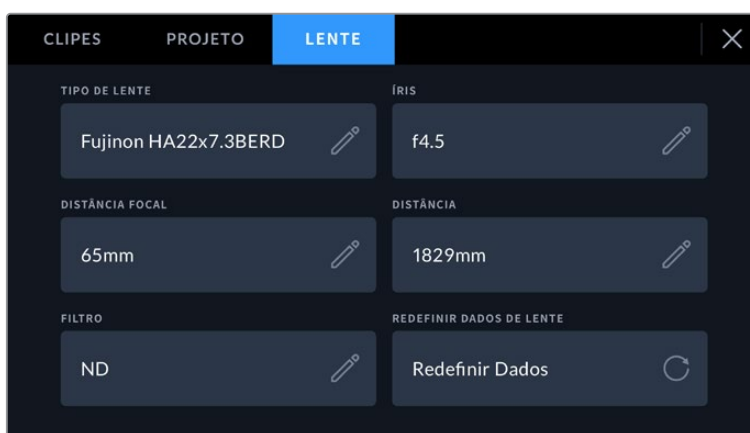 CLIPES PROJETO LENTE
TIPO DE LENTE ÍRIS
Fujinon HA22x7.3BERD f4.5
DISTÂNCIA FOCAL DISTÂNCIA
65mm 1829mm
FILTRO REDEFINIR DADOS DE LENTE
ND Redefinir Dados